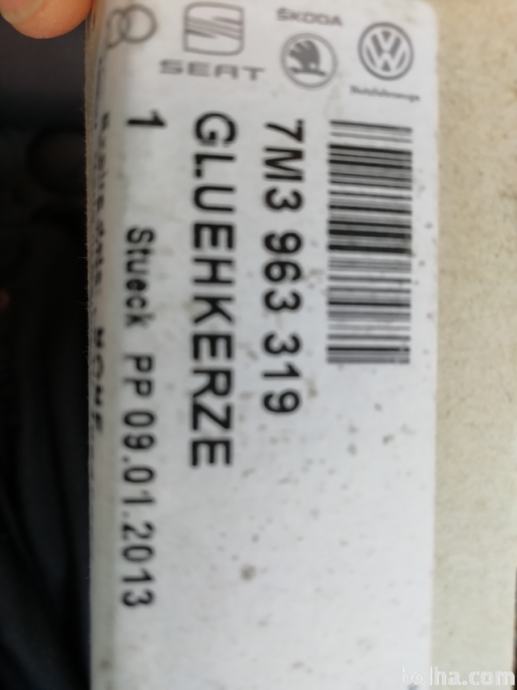 SEAT
ŠKODA
7M3 963 319
GLUEHKERZE
1 Stueck PP 09.01.2013
bolha.com